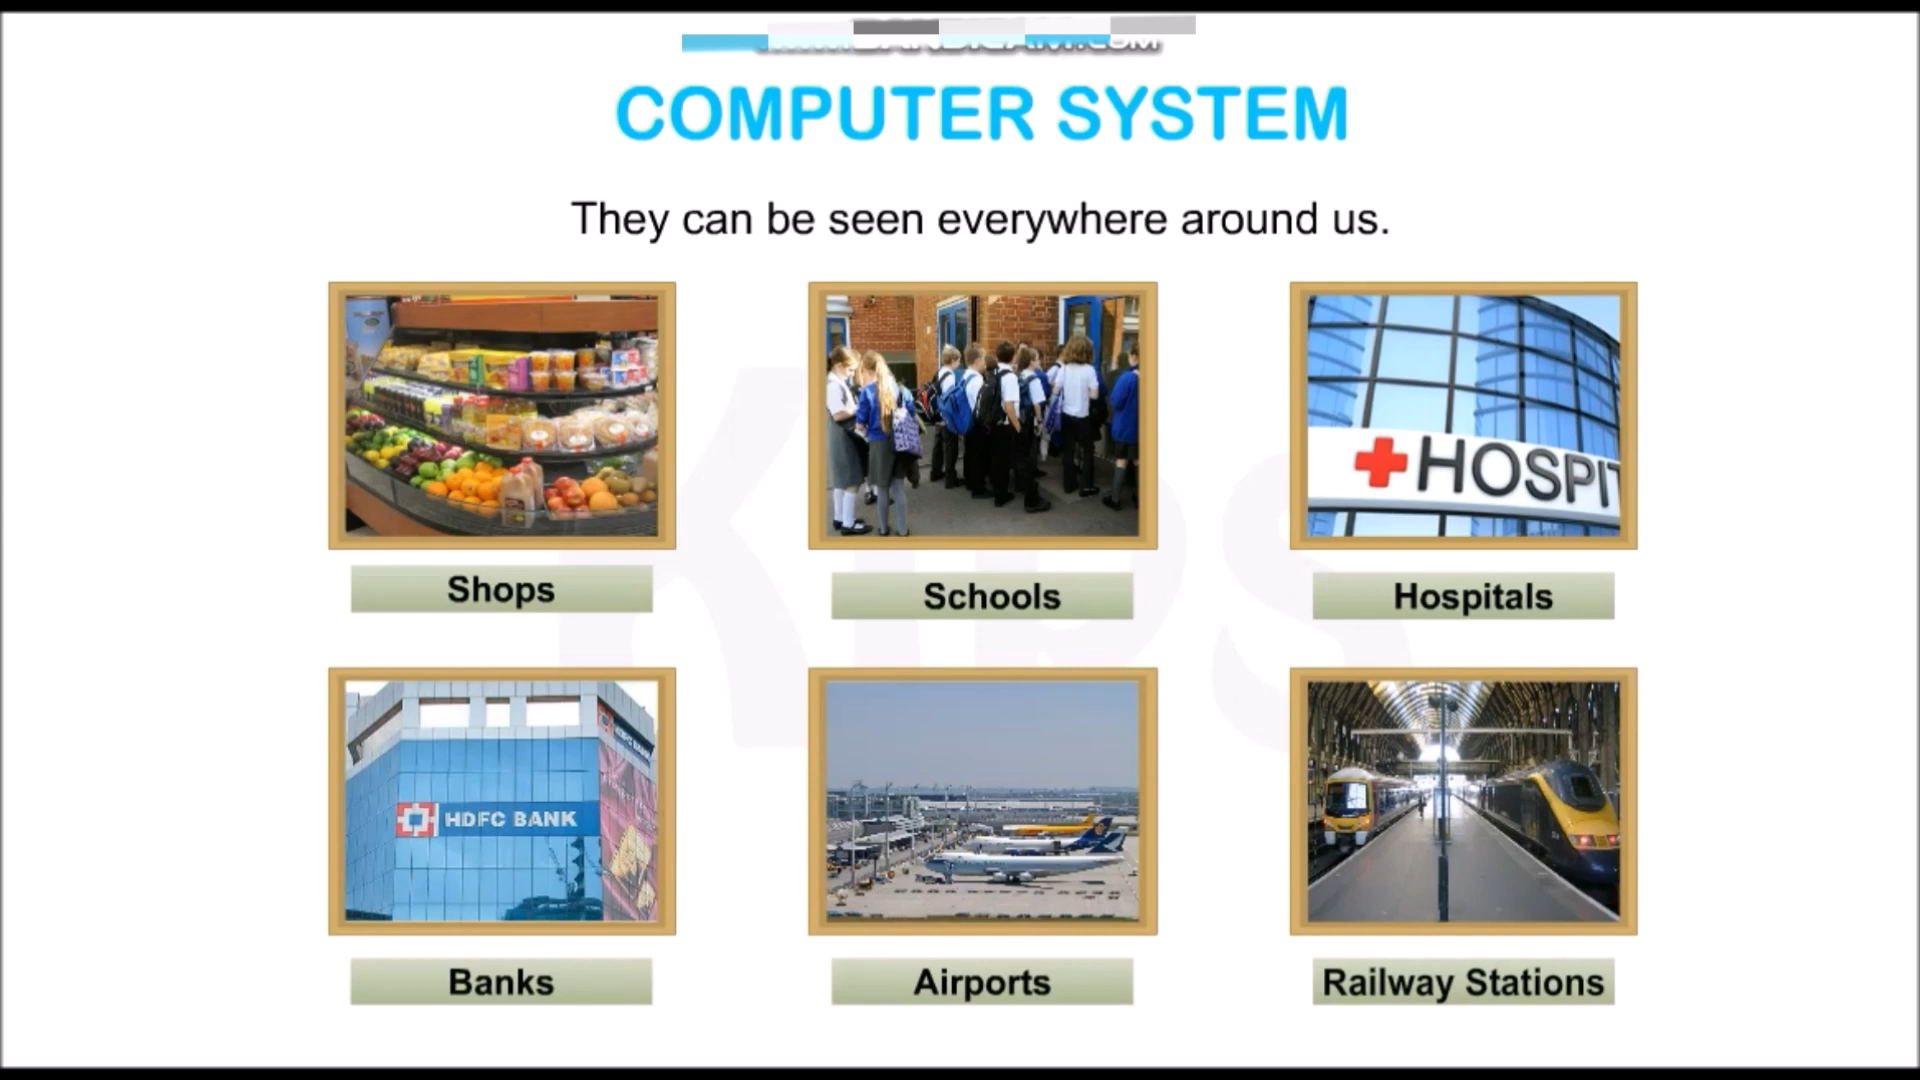 COMPUTER SYSTEM
They can be seen everywhere around us.
Shops
Schools
HOSPIT
Hospitals
HDFC BANK
Banks
Airports
Railway Stations
KIPS